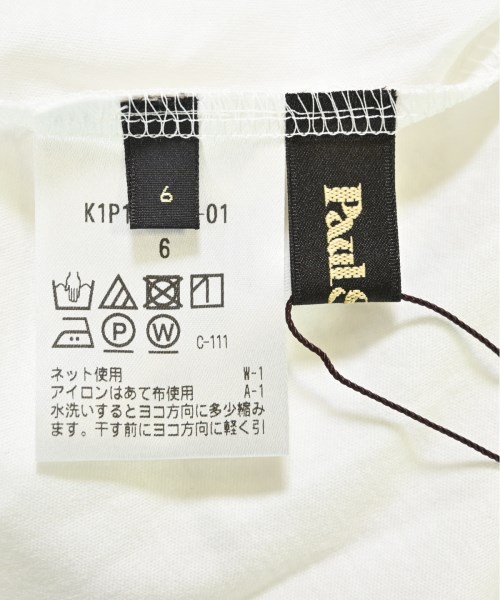 6
K1P1
-01
6
P
W
C-111
ネット使用 W-1
アイロンはあて布使用 A-1
水洗いするとヨコ方向に多少縮み
ます。干す前にヨコ方向に軽く引
Paul S